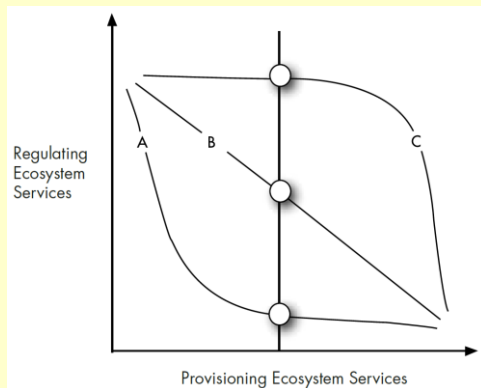 Regulating
Ecosystem
Services
A
B
C
Provisioning Ecosystem Services